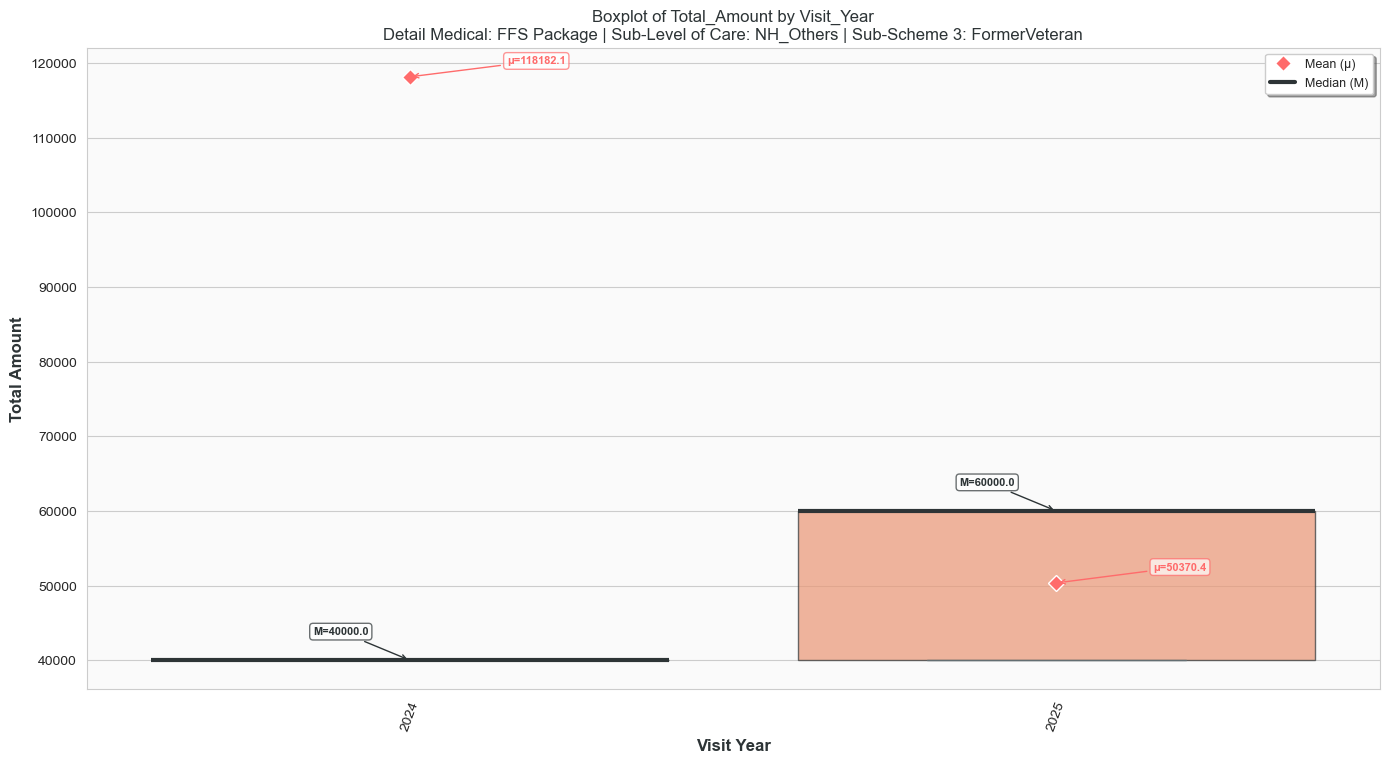 Boxplot of Total_Amount by Visit_Year
Detail Medical: FFS Package | Sub-Level of Care: NH_Others | Sub-Scheme 3: FormerVeteran
Mean (μ)
Median (M)
Total Amount
120000
110000
100000
90000
80000
70000
60000
50000
40000
μ=118182.1
M=40000.0
M=60000.0
μ=50370.4
2024
2025
Visit Year